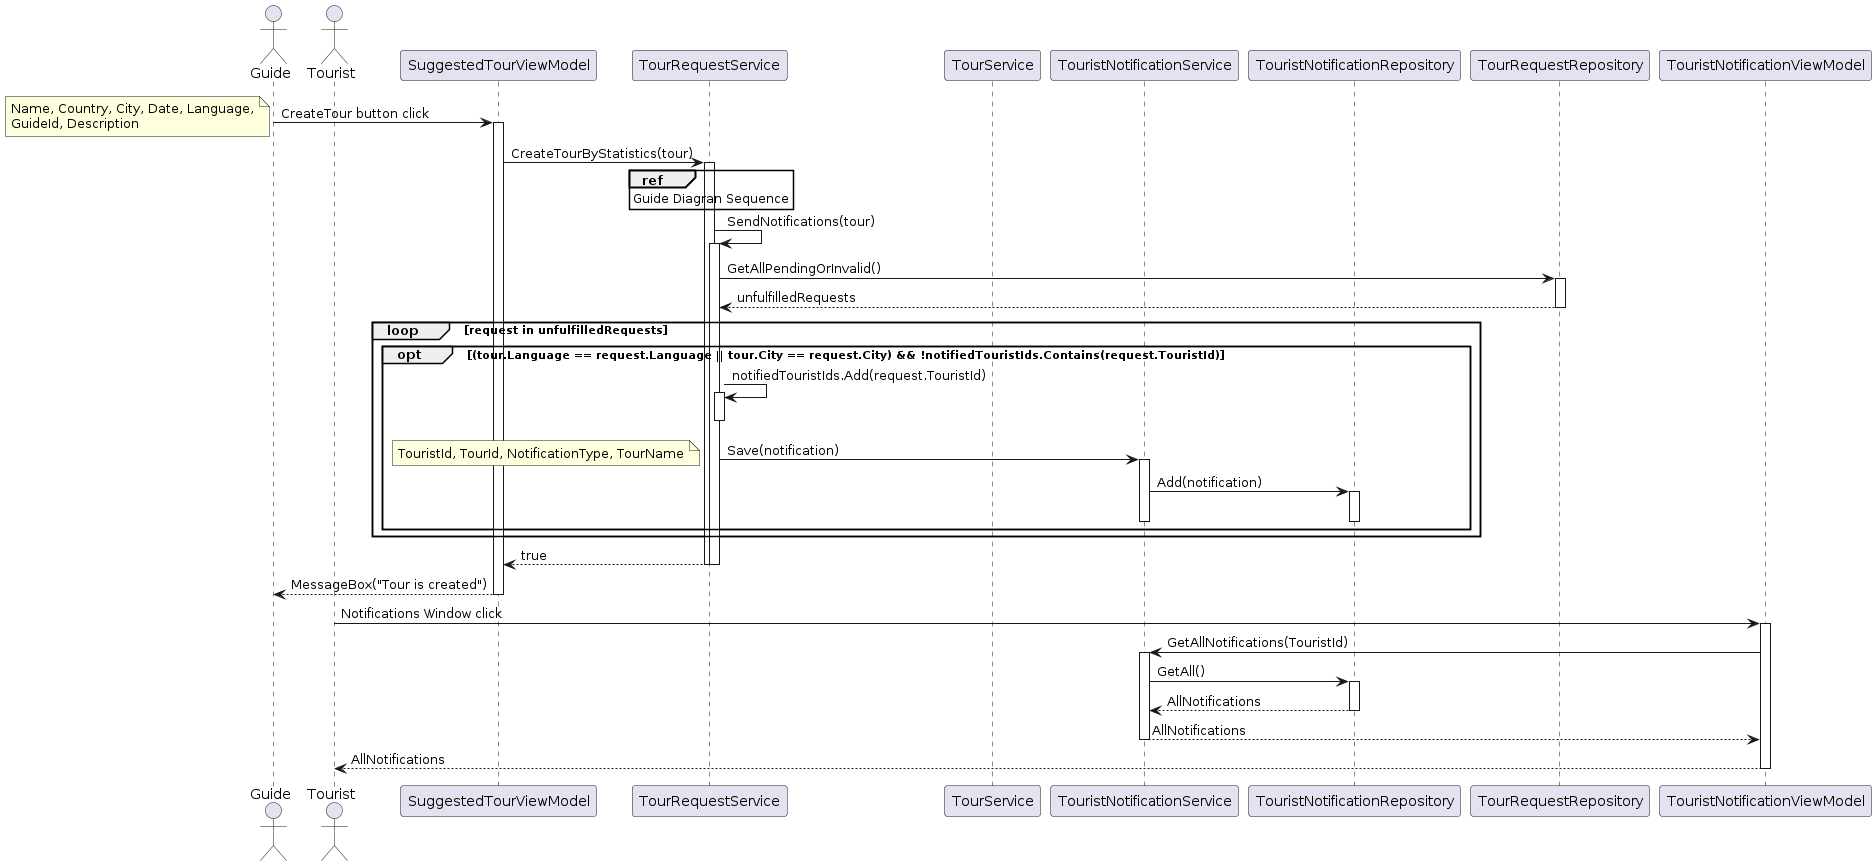 Guide
Tourist
SuggestedTourViewModel
TourRequestService
TourService
TouristNotificationService
TouristNotificationRepository
TourRequestRepository
TouristNotificationViewModel
Name, Country, City, Date, Language,
GuideId, Description
CreateTour button click
CreateTourByStatistics(tour)
ref
Guide Diagran Sequence
SendNotifications(tour)
GetAllPendingOrInvalid()
unfulfilledRequests
loop
[request in unfulfilledRequests]
opt
[(tour.Language == request.Language || tour.City == request.City) && !notifiedTouristIds.Contains(request.TouristId)]
notifiedTouristIds.Add(request.TouristId)
TouristId, TourId, NotificationType, TourName
Save(notification)
Add(notification)
true
MessageBox("Tour is created")
Notifications Window click
GetAllNotifications(TouristId)
GetAll()
AllNotifications
AllNotifications
AllNotifications
Guide
Tourist
SuggestedTourViewModel
TourRequestService
TourService
TouristNotificationService
TouristNotificationRepository
TourRequestRepository
TouristNotificationViewModel